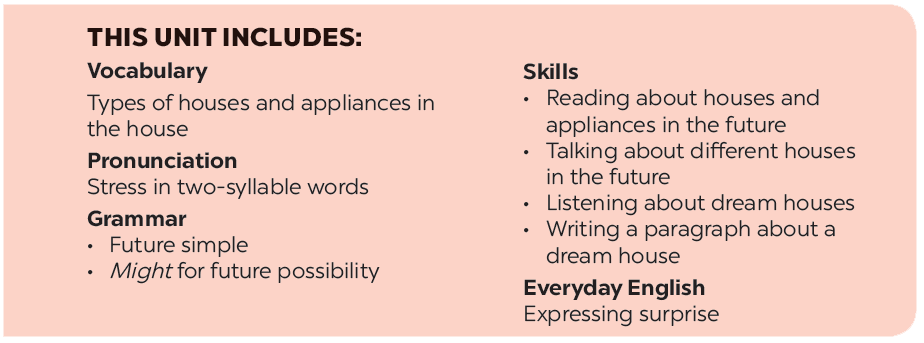 THIS UNIT INCLUDES:
Vocabulary
Types of houses and appliances in
the house
Pronunciation
Stress in two-syllable words
Grammar
• Future simple
• Might for future possibility
Skills
• Reading about houses and
appliances in the future
• Talking about different houses
in the future
• Listening about dream houses
• Writing a paragraph about a
dream house
Everyday English
Expressing surprise